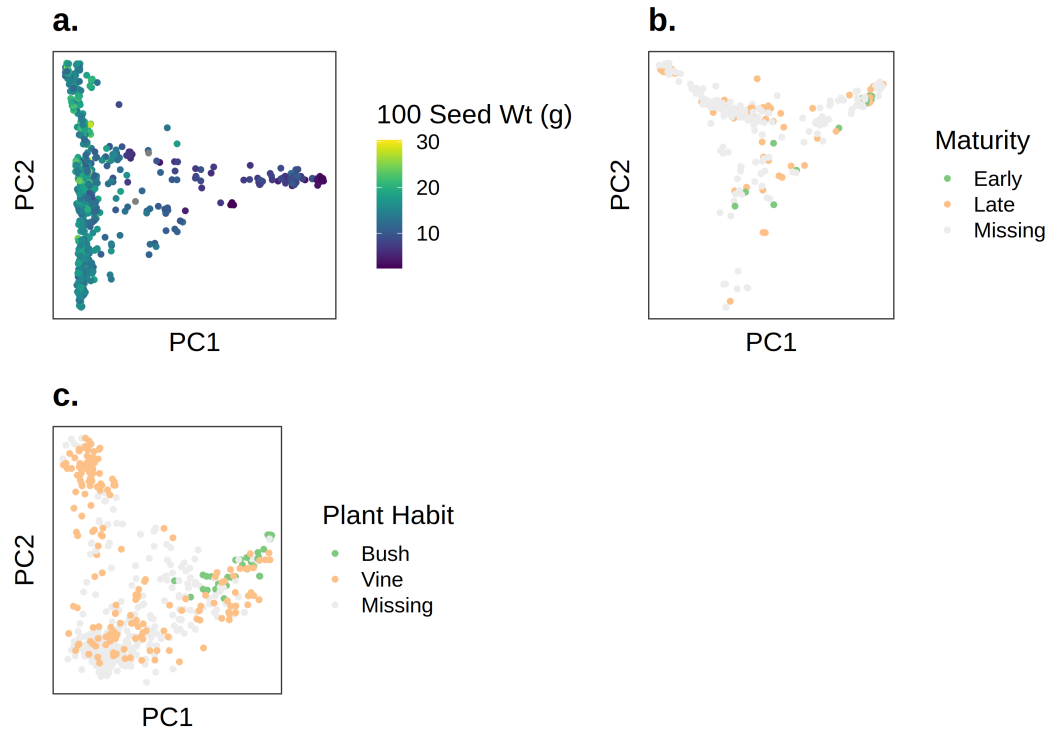 a.
PC2
PC1
100 Seed Wt (g)
30
20
10
b.
PC2
PC1
Maturity
Early
Late
Missing
c.
PC2
PC1
Plant Habit
Bush
Vine
Missing